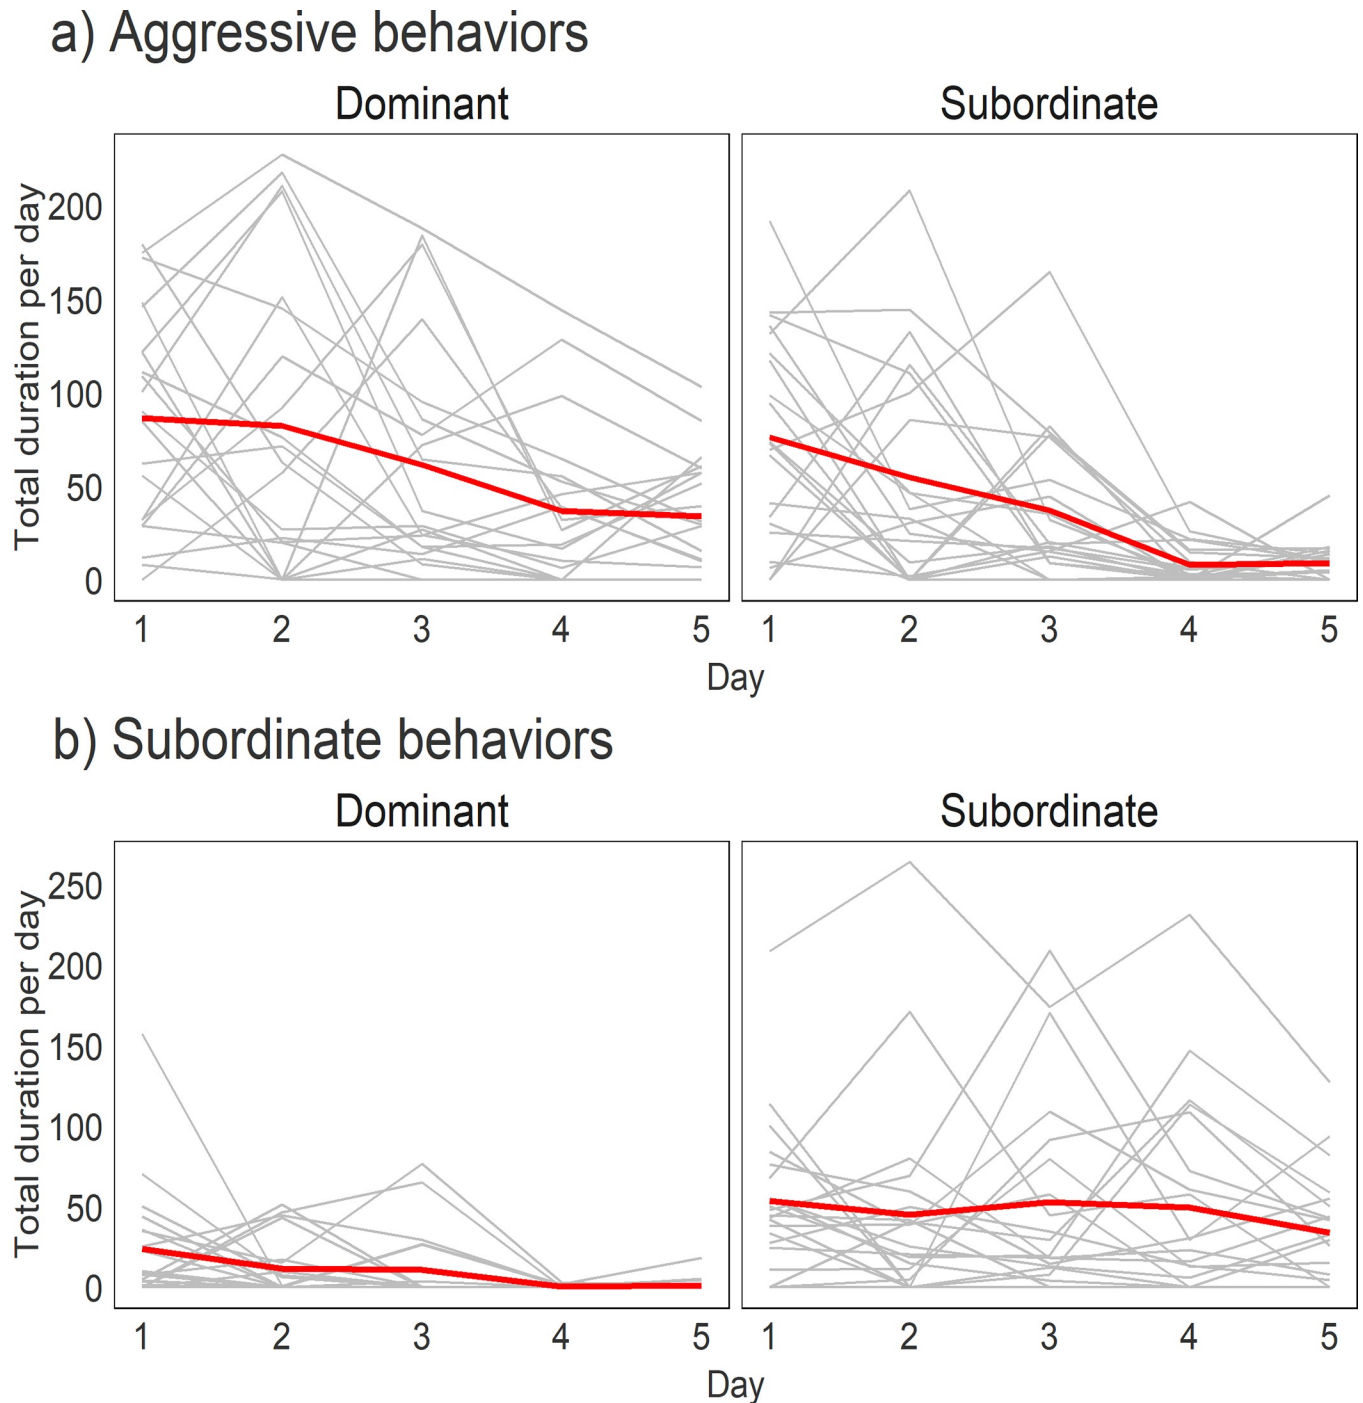 a) Aggressive behaviors
Dominant Subordinate
Total duration per day
200
150
100
50
0
1 2 3 4 5 1 2 3 4 5
Day
b) Subordinate behaviors
Dominant Subordinate
Total duration per day
250
200
150
100
50
0
1 2 3 4 5 1 2 3 4 5
Day